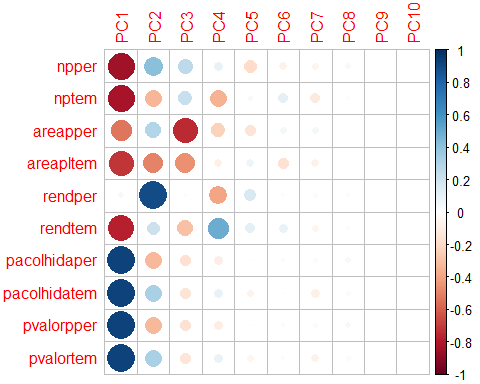 PC1 PC2 PC3 PC4 PC5 PC6 PC7 PC8 PC9 PC10
npper
nptem
areapper
areapltem
rendper
rendtem
pacolhidaper
pacolhidatem
pvalorpper
pvalortem
1
0.8
0.6
0.4
0.2
0
-0.2
-0.4
-0.6
-0.8
-1